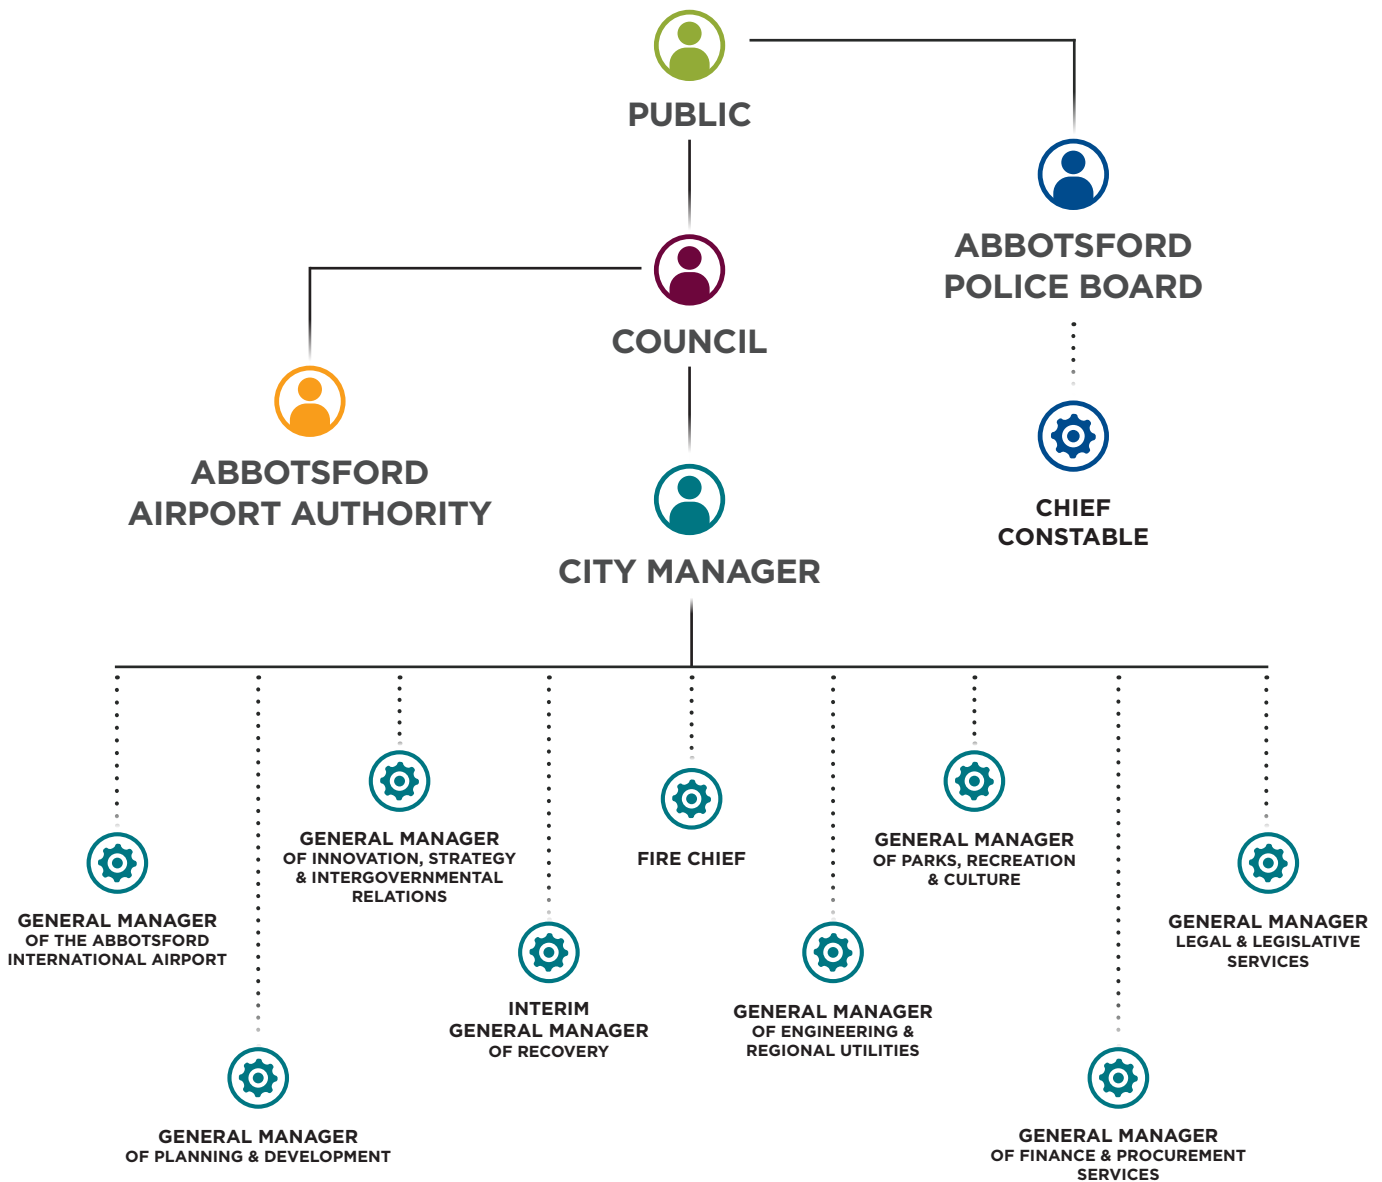 PUBLIC
ABBOTSFORD
POLICE BOARD
COUNCIL
ABBOTSFORD
AIRPORT AUTHORITY
CHIEF
CONSTABLE
CITY MANAGER
GENERAL MANAGER
OF THE ABBOTSFORD
INTERNATIONAL AIRPORT
GENERAL MANAGER
OF PLANNING & DEVELOPMENT
GENERAL MANAGER
OF INNOVATION, STRATEGY
& INTERGOVERNMENTAL
RELATIONS
INTERIM
GENERAL MANAGER
OF RECOVERY
FIRE CHIEF
GENERAL MANAGER
OF ENGINEERING &
REGIONAL UTILITIES
GENERAL MANAGER
OF PARKS, RECREATION
& CULTURE
GENERAL MANAGER
OF FINANCE & PROCUREMENT
SERVICES
GENERAL MANAGER
LEGAL & LEGISLATIVE
SERVICES